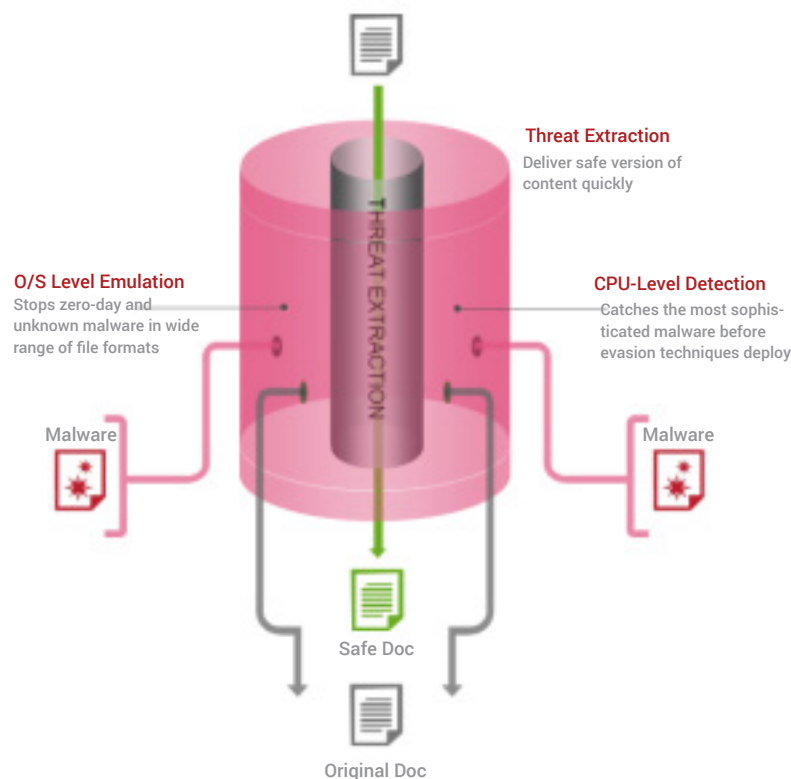 Threat Extraction
Deliver safe version of
content quickly
THREAT EXTRACTION
O/S Level Emulation
Stops zero-day and
unknown malware in wide
range of file formats
CPU-Level Detection
Catches the most sophis-
ticated malware before
evasion techniques deploy
Malware
Malware
Safe Doc
Original Doc